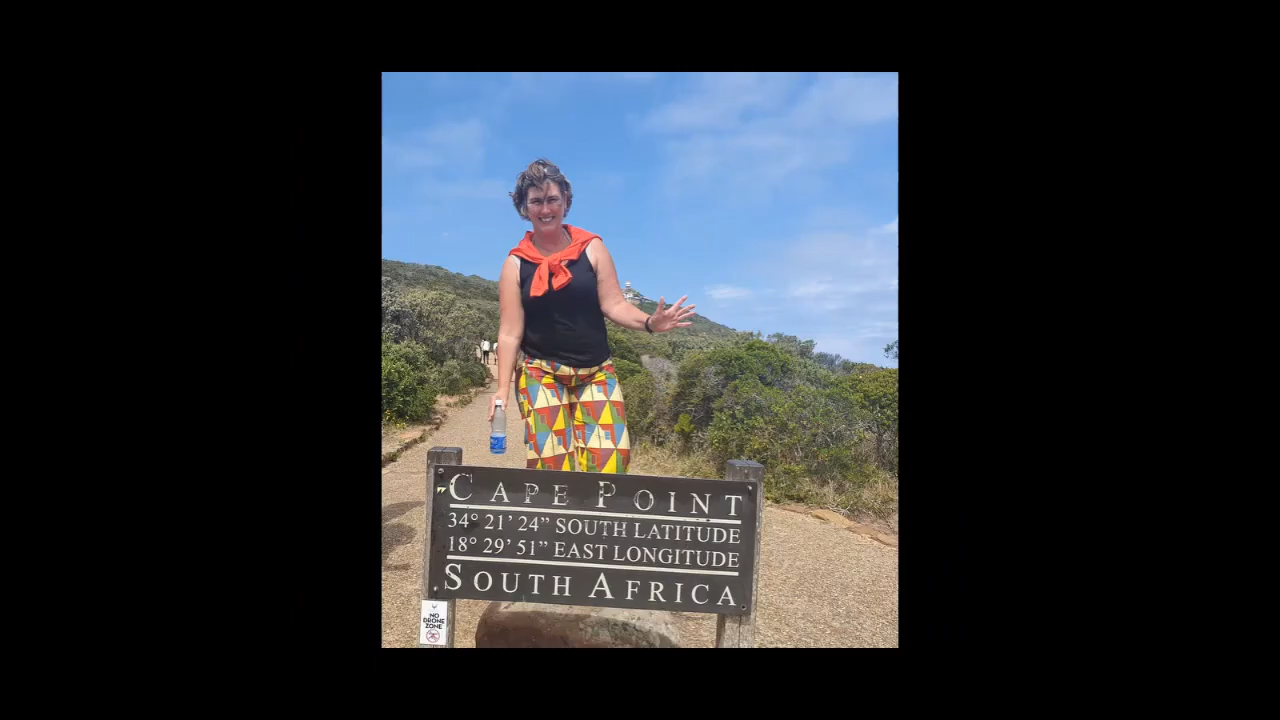 CAPE POINT
34° 21' 24" SOUTH LATITUDE
18° 29' 51" EAST LONGITUDE
SOUTH AFRICA
NO
DRONE
ZONE